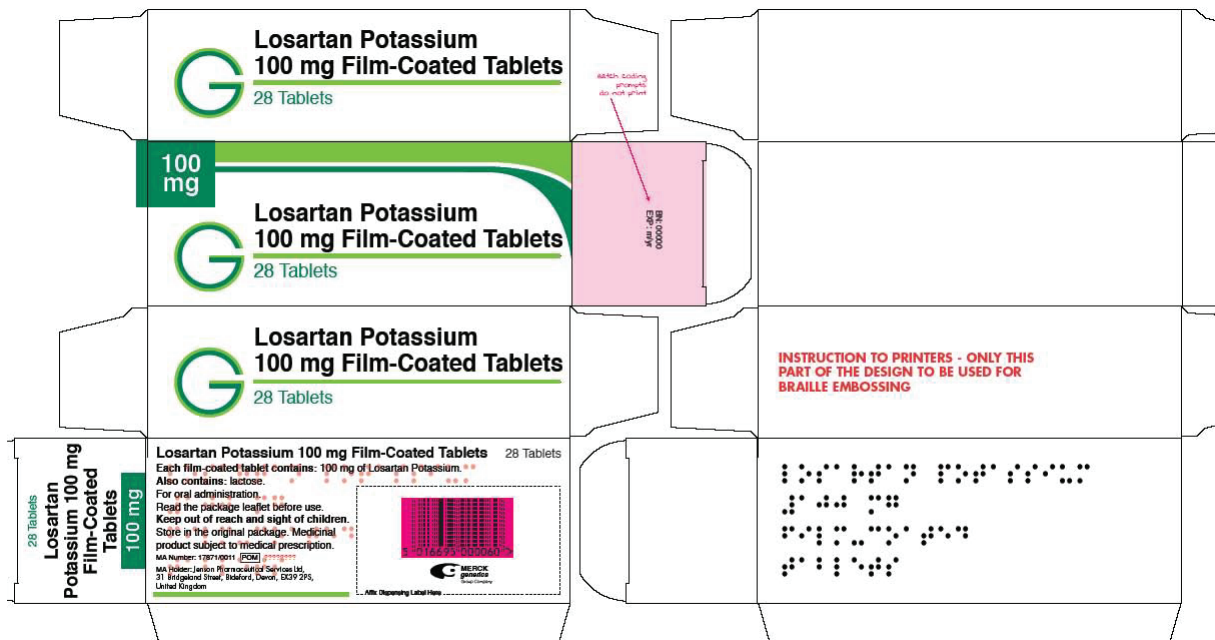 Losartan Potassium
100 mg Film-Coated Tablets
28 Tablets
Batch coding
prompts
do not print
100
mg
Losartan Potassium
100 mg Film-Coated Tablets
28 Tablets
BN: 00000
EXP: m/yr
Losartan Potassium
100 mg Film-Coated Tablets
28 Tablets
INSTRUCTION TO PRINTERS - ONLY THIS
PART OF THE DESIGN TO BE USED FOR
BRAILLE EMBOSSING
28 Tablets
Losartan
Potassium 100 mg
Film-Coated
Tablets
100 mg
Losartan Potassium 100 mg Film-Coated Tablets 28 Tablets
Each film-coated tablet contains: 100 mg of Losartan Potassium.
Also contains: lactose.
For oral administration.
Read the package leaflet before use.
Keep out of reach and sight of children.
Store in the original package. Medicinal
product subject to medical prescription.
MA Number: 17871/0011 POM
MA Holder: Jenson Pharmaceutical Services Ltd,
31 Bridgeland Street, Bideford, Devon, EX39 2PS,
United Kingdom
5 016695 000060
MERCK
generics
Group Company
Affix Dispensing Label Here